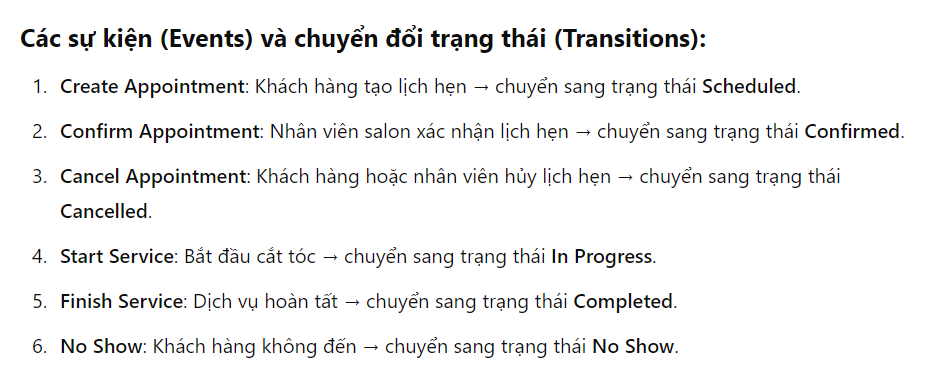 Các sự kiện (Events) và chuyển đổi trạng thái (Transitions):
1. Create Appointment: Khách hàng tạo lịch hẹn → chuyển sang trạng thái Scheduled.
2. Confirm Appointment: Nhân viên salon xác nhận lịch hẹn → chuyển sang trạng thái Confirmed.
3. Cancel Appointment: Khách hàng hoặc nhân viên hủy lịch hẹn → chuyển sang trạng thái
Cancelled.
4. Start Service: Bắt đầu cắt tóc → chuyển sang trạng thái In Progress.
5. Finish Service: Dịch vụ hoàn tất → chuyển sang trạng thái Completed.
6. No Show: Khách hàng không đến → chuyển sang trạng thái No Show.